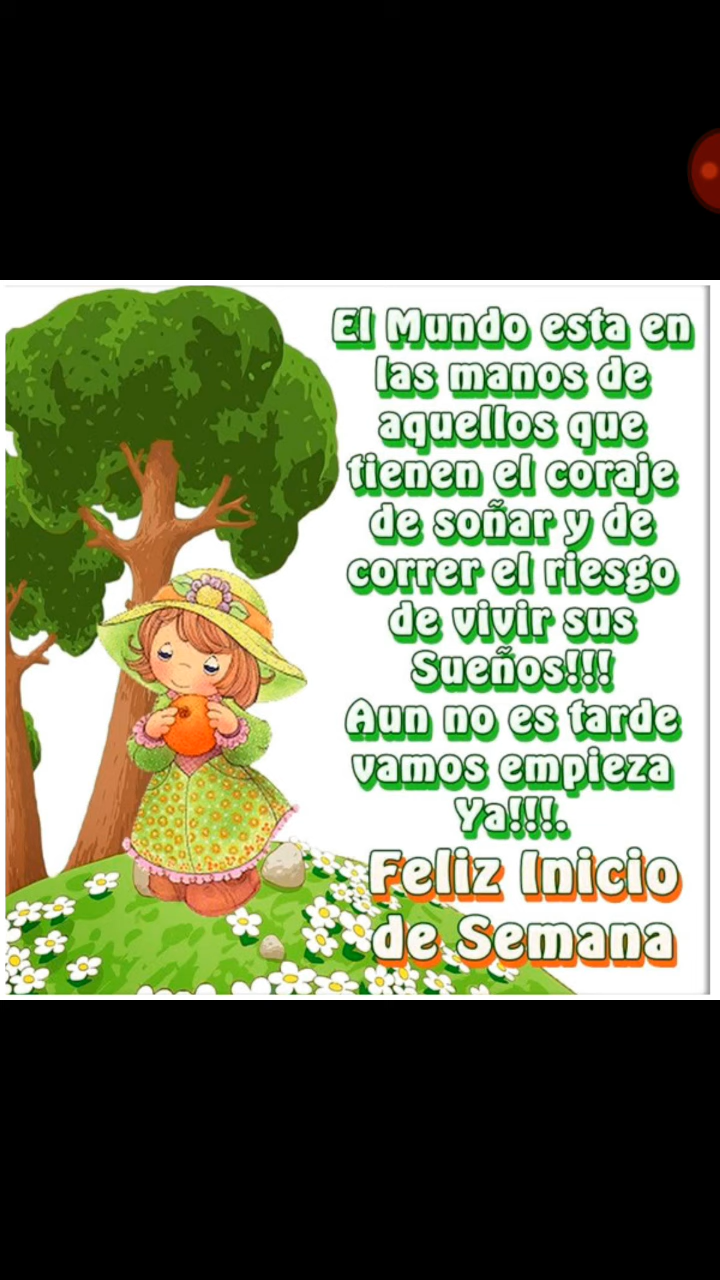 El Mundo esta en
las manos de
aquellos que
tienen el coraje
de soñar y de
correr el riesgo
de vivir sus
Sueños!!!
Aun no es tarde
vamos empieza
Ya!!!.
Feliz Inicio
de Semana